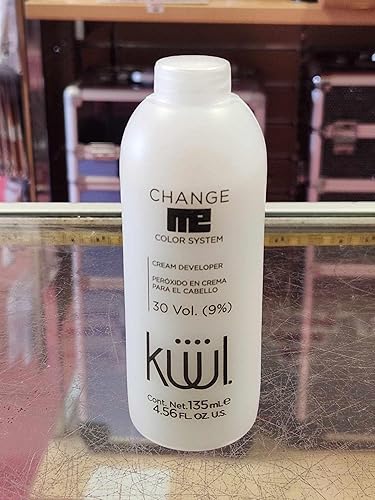 CHANGE
me
COLOR SYSTEM
CREAM DEVELOPER
PERÓXIDO EN CREMA
PARA EL CABELLO
30 Vol. (9%)
küül.
Cont. Net. 135 mL e
4.56 FL. OZ. U.S.